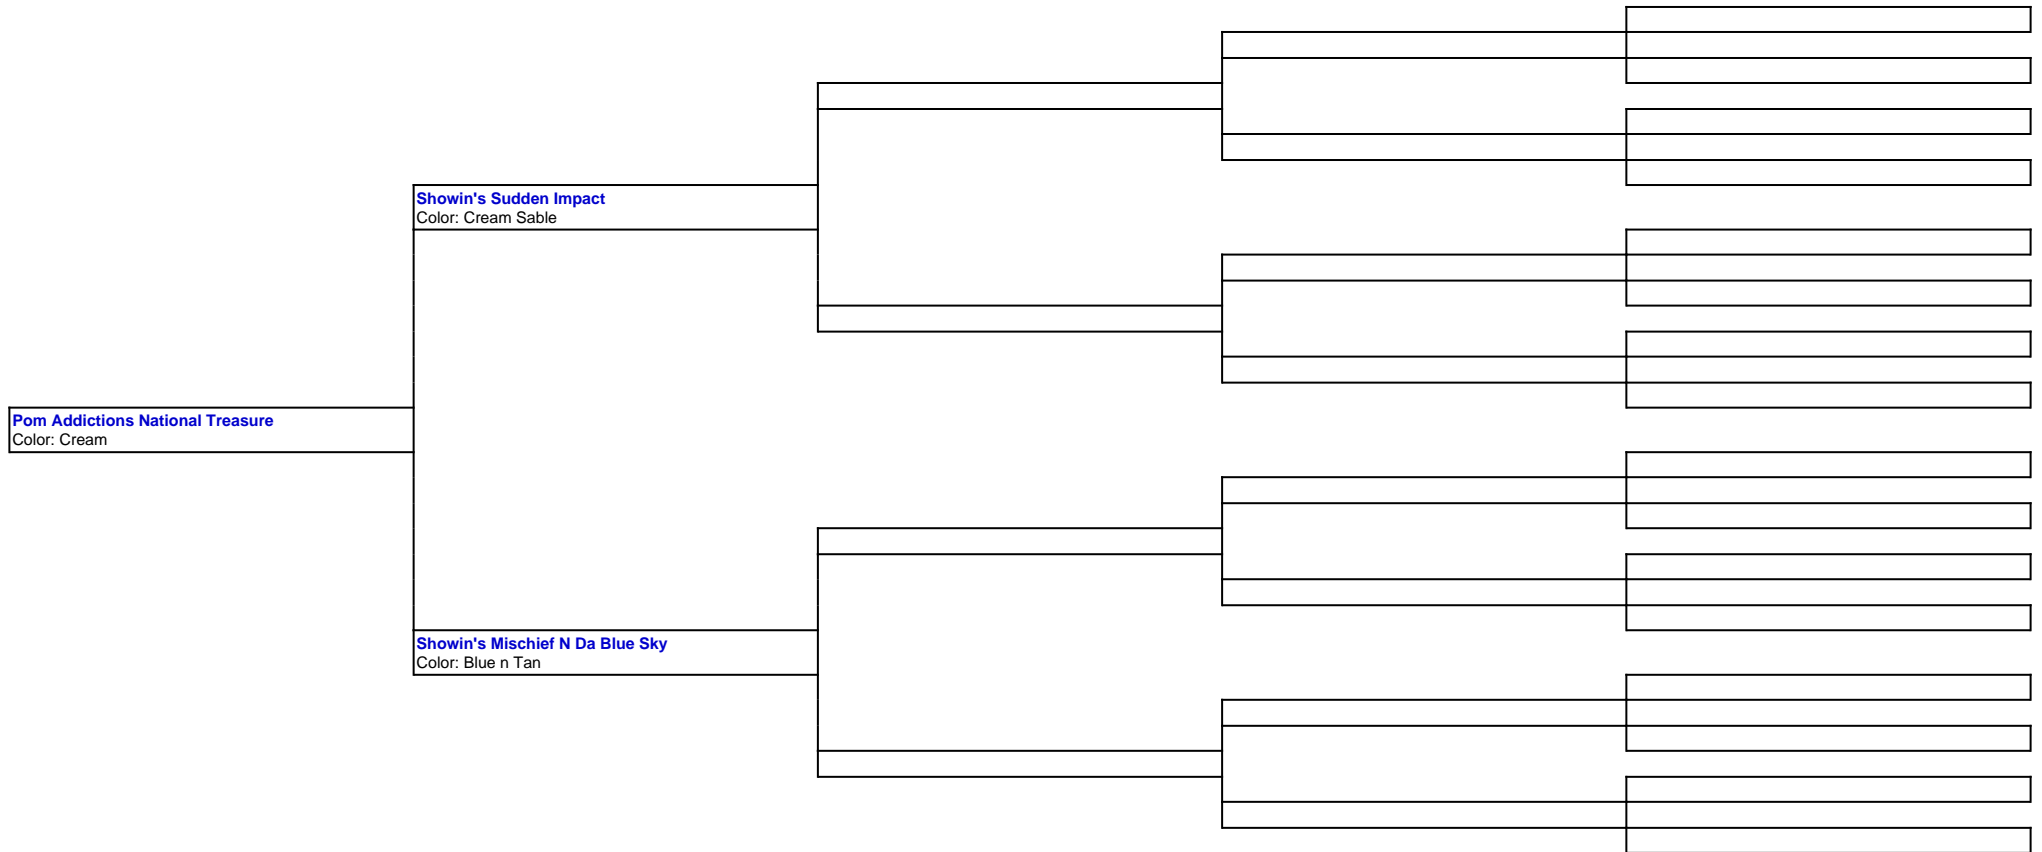 Showin's Sudden Impact
Color: Cream Sable
Pom Addictions National Treasure
Color: Cream
Showin's Mischief N Da Blue Sky
Color: Blue n Tan